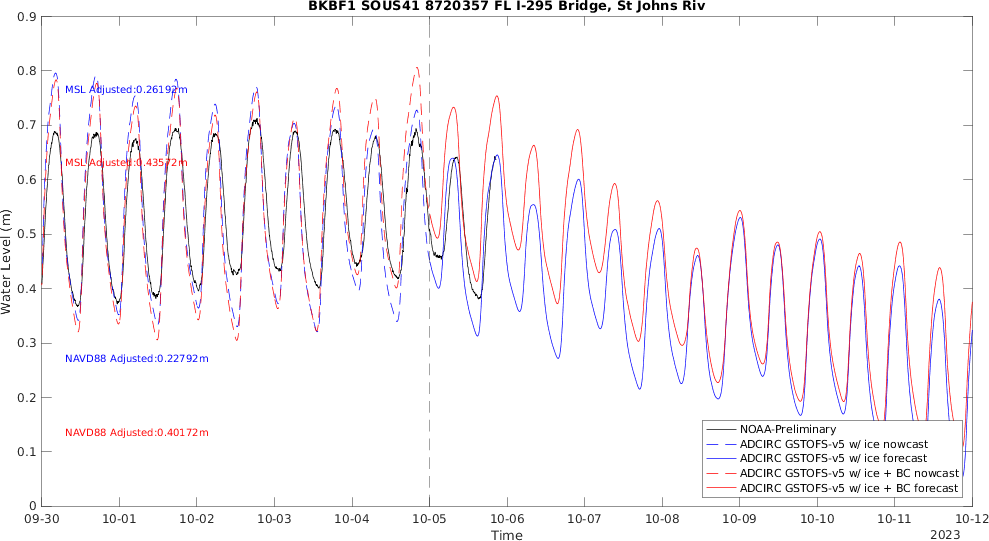 BKBF1 SOUS41 8720357 FL I-295 Bridge, St Johns Riv
0.9
0.8
0.7
0.6
0.5
0.4
0.3
0.2
0.1
0
Water Level (m)
MSL Adjusted:0.26192m
MSL Adjusted:0.43572m
NAVD88 Adjusted:0.22792m
NAVD88 Adjusted:0.40172m
NOAA-Preliminary
ADCIRC GSTOFS-v5 w/ ice nowcast
ADCIRC GSTOFS-v5 w/ ice forecast
ADCIRC GSTOFS-v5 w/ ice + BC nowcast
ADCIRC GSTOFS-v5 w/ ice + BC forecast
09-30 10-01 10-02 10-03 10-04 10-05 10-06 10-07 10-08 10-09 10-10 10-11 10-12
Time
2023